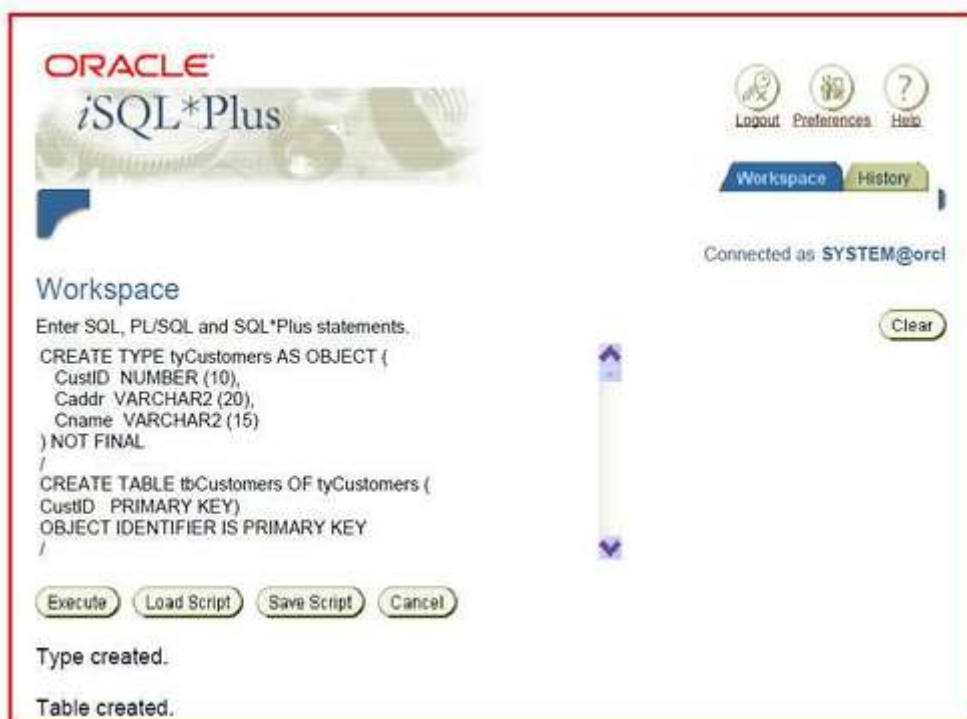 ORACLE
iSQL*Plus
Logout Preferences Help
Workspace History
Connected as SYSTEM@orcl
Workspace
Enter SQL, PL/SQL and SQL*Plus statements.
Clear
CREATE TYPE tyCustomers AS OBJECT (
CustID NUMBER (10),
Caddr VARCHAR2 (20),
Cname VARCHAR2 (15)
) NOT FINAL
/
CREATE TABLE tbCustomers OF tyCustomers (
CustID PRIMARY KEY)
OBJECT IDENTIFIER IS PRIMARY KEY
/
Execute Load Script Save Script Cancel
Type created.
Table created.